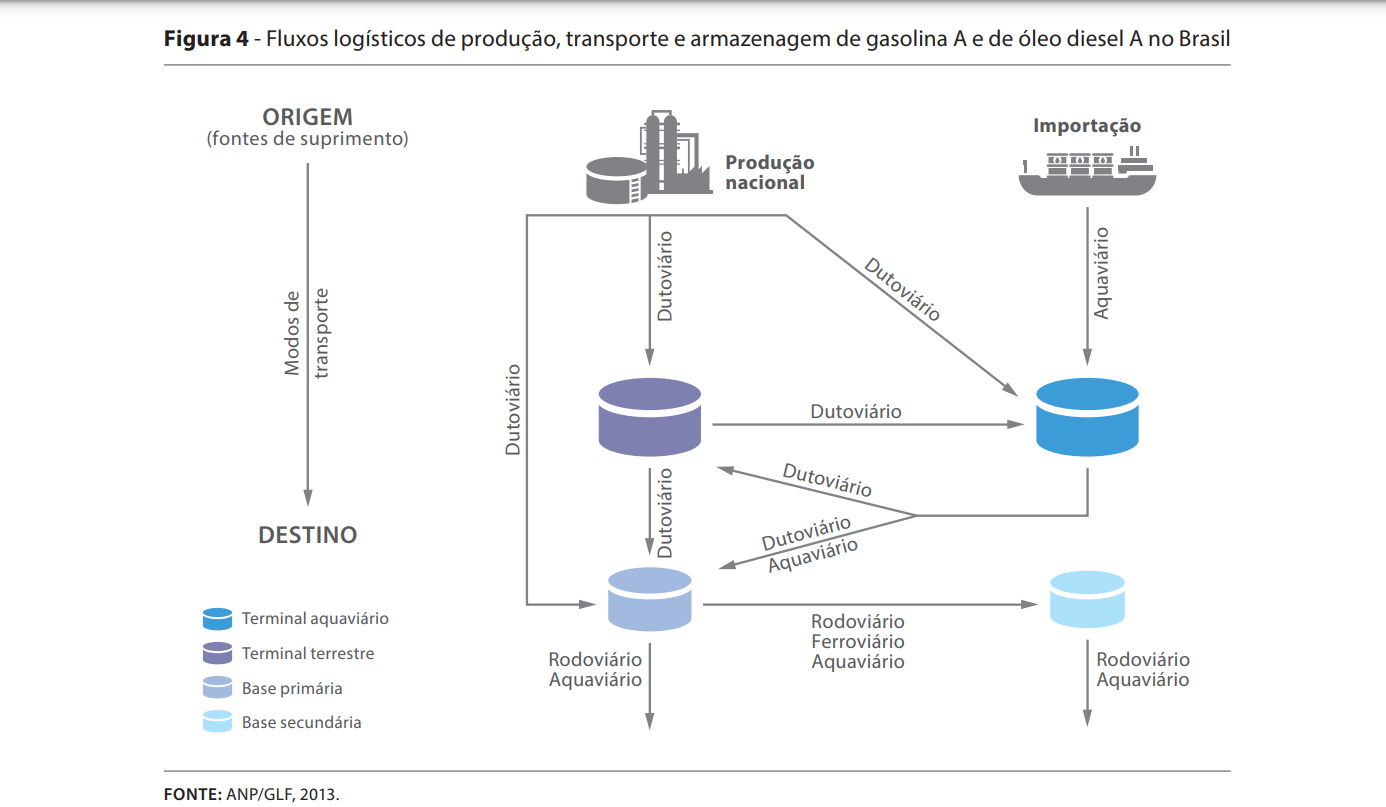 Figura 4 - Fluxos logísticos de produção, transporte e armazenagem de gasolina A e de óleo diesel A no Brasil
ORIGEM
(fontes de suprimento)
Modos de
transporte
DESTINO
Produção
nacional
Importação
Dutoviário
Dutoviário
Aquaviário
Dutoviário
Dutoviário
Dutoviário
Dutoviário
Dutoviário
Aquaviário
Rodoviário
Ferroviário
Aquaviário
Rodoviário
Aquaviário
Rodoviário
Aquaviário
Terminal aquaviário
Terminal terrestre
Base primária
Base secundária
FONTE: ANP/GLF, 2013.